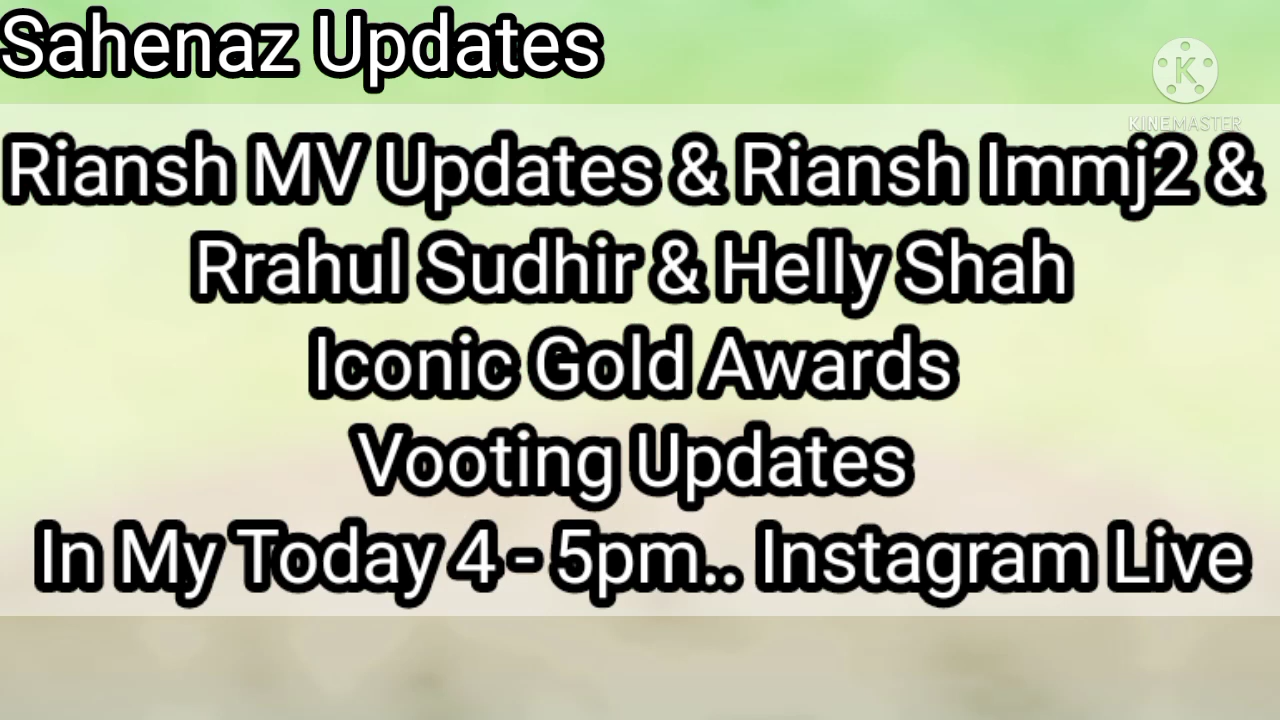 Sahenaz Updates
KINEMASTER
Riansh MV Updates & Riansh Immj2 &
Rrahul Sudhir & Helly Shah
Iconic Gold Awards
Vooting Updates
In My Today 4 - 5pm.. Instagram Live